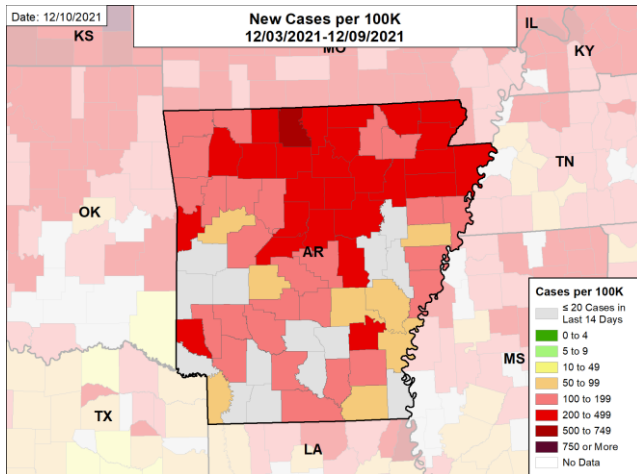 Date: 12/10/2021
New Cases per 100K
12/03/2021-12/09/2021
KS
MO
IL
KY
TN
OK
AR
MS
TX
LA
Cases per 100K
≤ 20 Cases in
Last 14 Days
0 to 4
5 to 9
10 to 49
50 to 99
100 to 199
200 to 499
500 to 749
750 or More
No Data